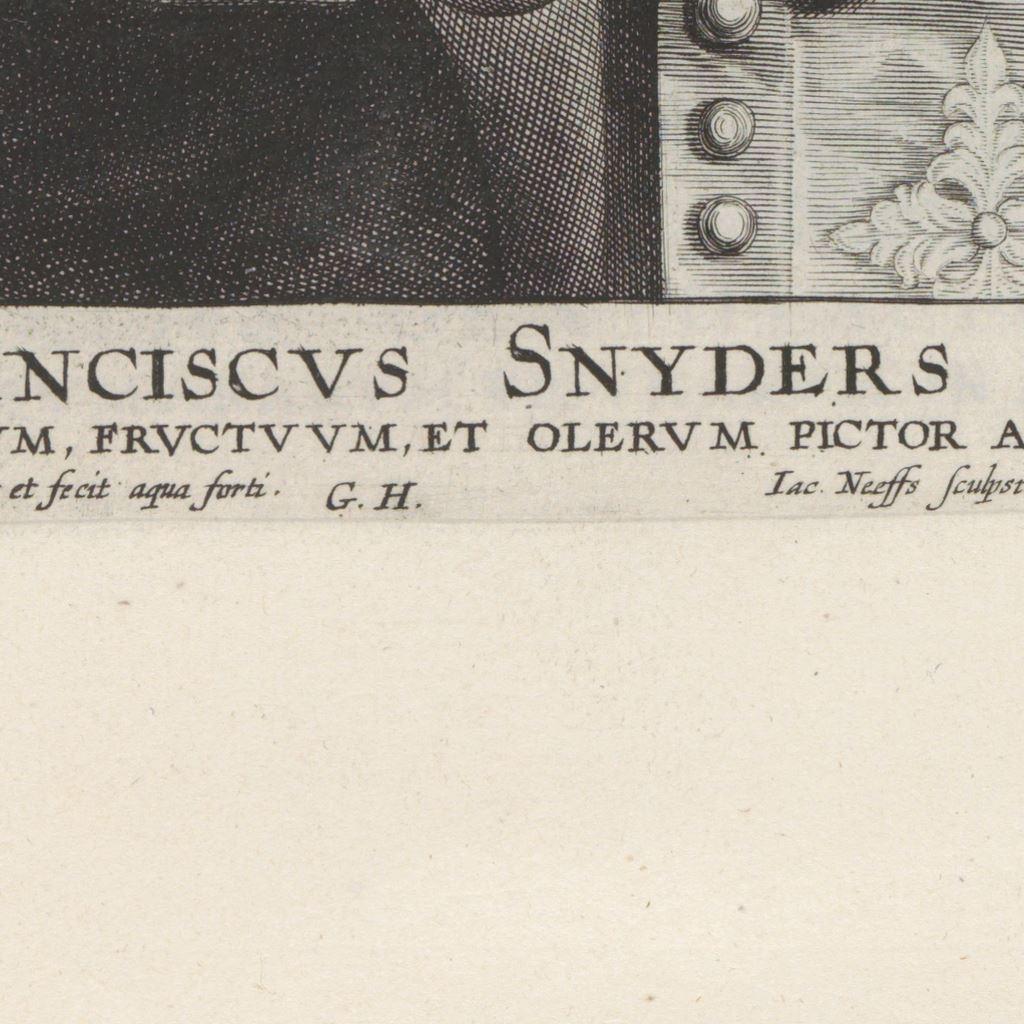 NCISCVS SNYDERS
VM, FRVCTVVM, ET OLERVM PICTOR A
et fecit aqua forti. G. H. Iac. Neeffs sculpst